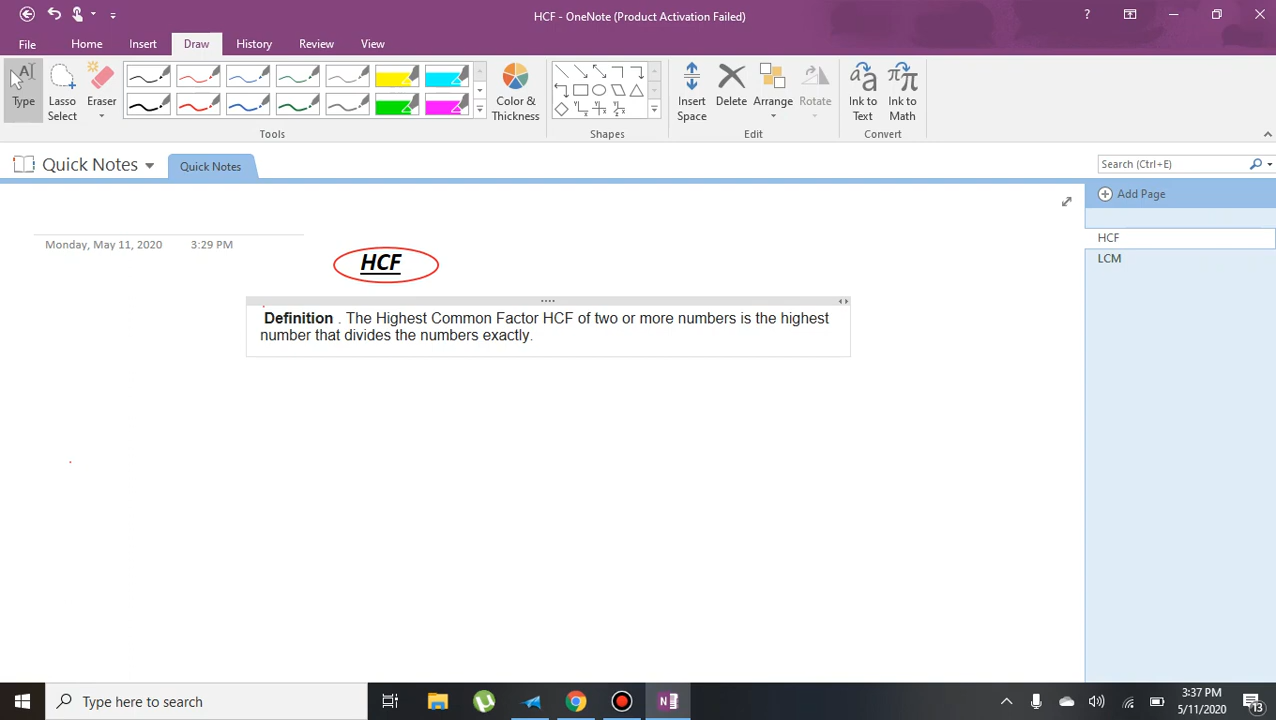 HCF - OneNote (Product Activation Failed)
?
File Home Insert Draw History Review View
Type
Lasso Select
Eraser
Color & Thickness
Insert Space
Delete
Arrange
Rotate
Ink to Text
Ink to Math
Tools
Shapes
Edit
Convert
Quick Notes
Quick Notes
Search (Ctrl+E)
Add Page
HCF
LCM
Monday, May 11, 2020 3:29 PM
HCF
Definition . The Highest Common Factor HCF of two or more numbers is the highest
number that divides the numbers exactly.
Type here to search
3:37 PM
5/11/2020
13